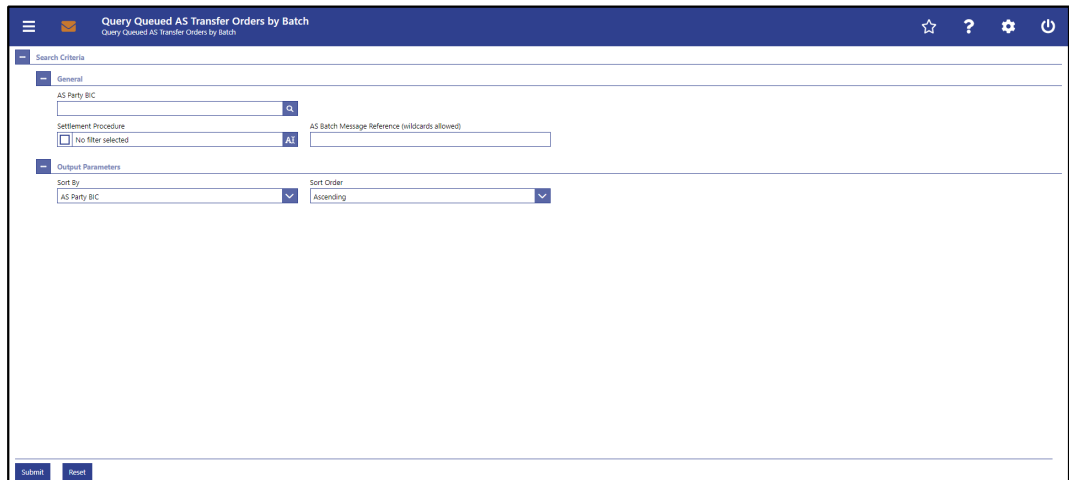 Query Queued AS Transfer Orders by Batch
Query Queued AS Transfer Orders by Batch
?
Search Criteria
General
AS Party BIC
Settlement Procedure
AS Batch Message Reference (wildcards allowed)
No filter selected
AI
Output Parameters
Sort By
Sort Order
AS Party BIC
Ascending
Submit
Reset